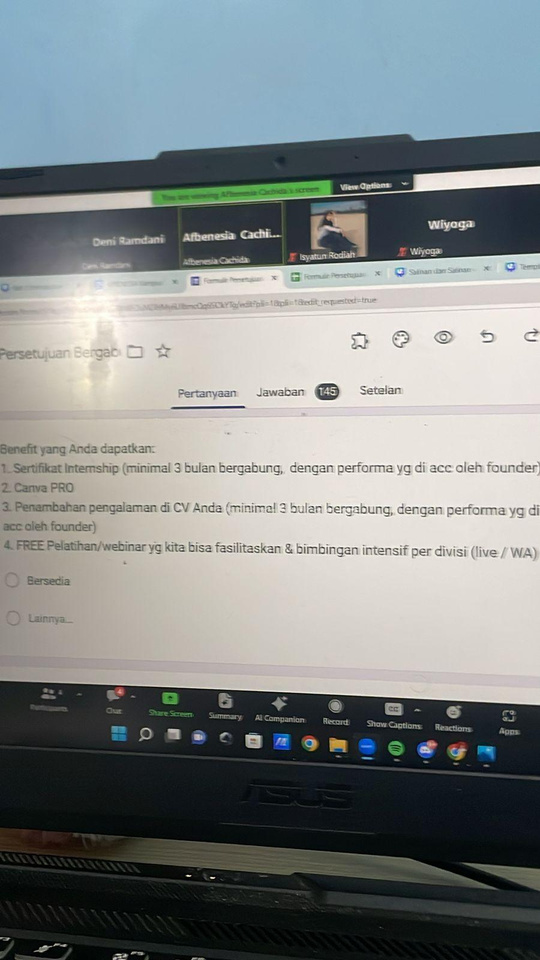 You are viewing Afbenesia Cachida's screen
View Options
Deni Ramdani
Afbenesia Cachi...
Wiyoga
Deni Ramdani
Afbenesia Cachida
Isyatun Rodiah
Wiyoga
Formulir Persetujuan
Formulir Persetujuan
Salinan dari Salinan
Persetujuan Bergab
Pertanyaan
Jawaban
145
Setelan
Benefit yang Anda dapatkan:
1. Sertifikat Internship (minimal 3 bulan bergabung, dengan performa yg di acc oleh founder)
2. Canva PRO
3. Penambahan pengalaman di CV Anda (minimal 3 bulan bergabung, dengan performa yg di
acc oleh founder)
4. FREE Pelatihan/webinar yg kita bisa fasilitaskan & bimbingan intensif per divisi (live / WA)
Bersedia
Lainnya...
Participants
Chat
Share Screen
Summary
AI Companion
Record
CC
Show Captions
Reactions
Apps
ASUS